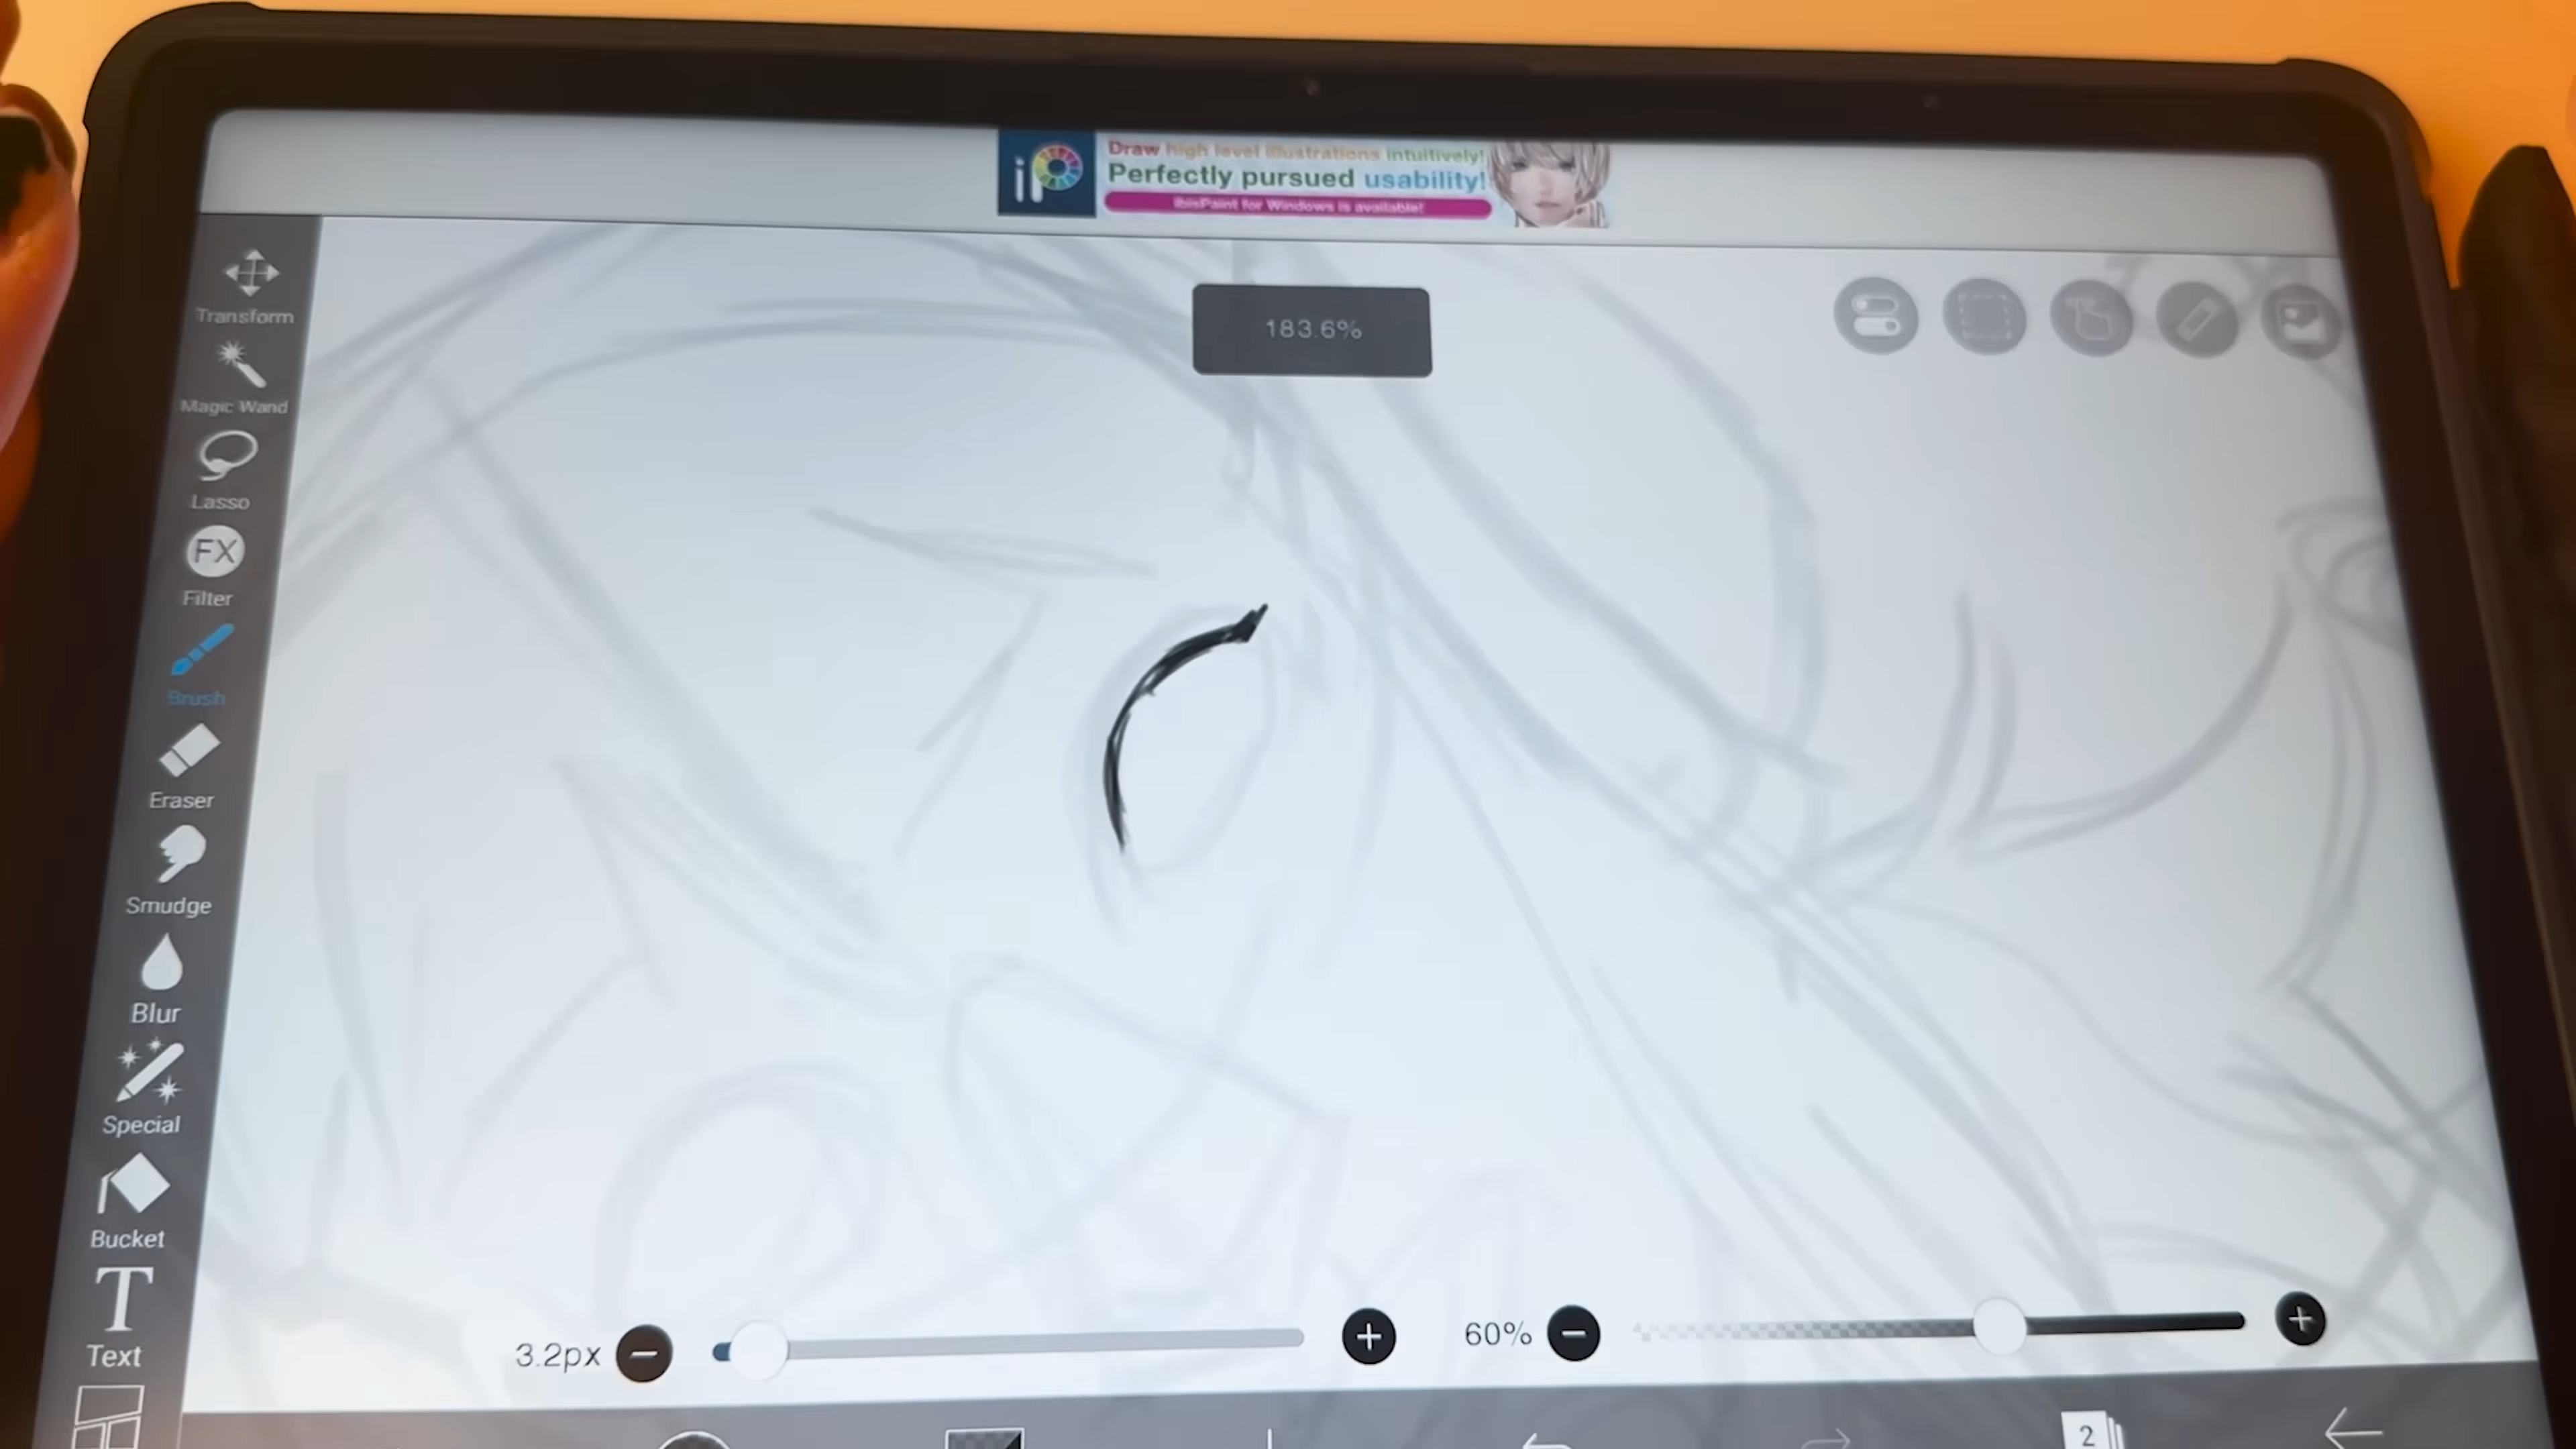 iP
Draw high level illustrations intuitively!
Perfectly pursued usability!
ibisPaint for Windows is available!
183.6%
Transform
Magic Wand
Lasso
FX
Filter
Brush
Eraser
Smudge
Blur
Special
Bucket
T
Text
3.2px
60%
2